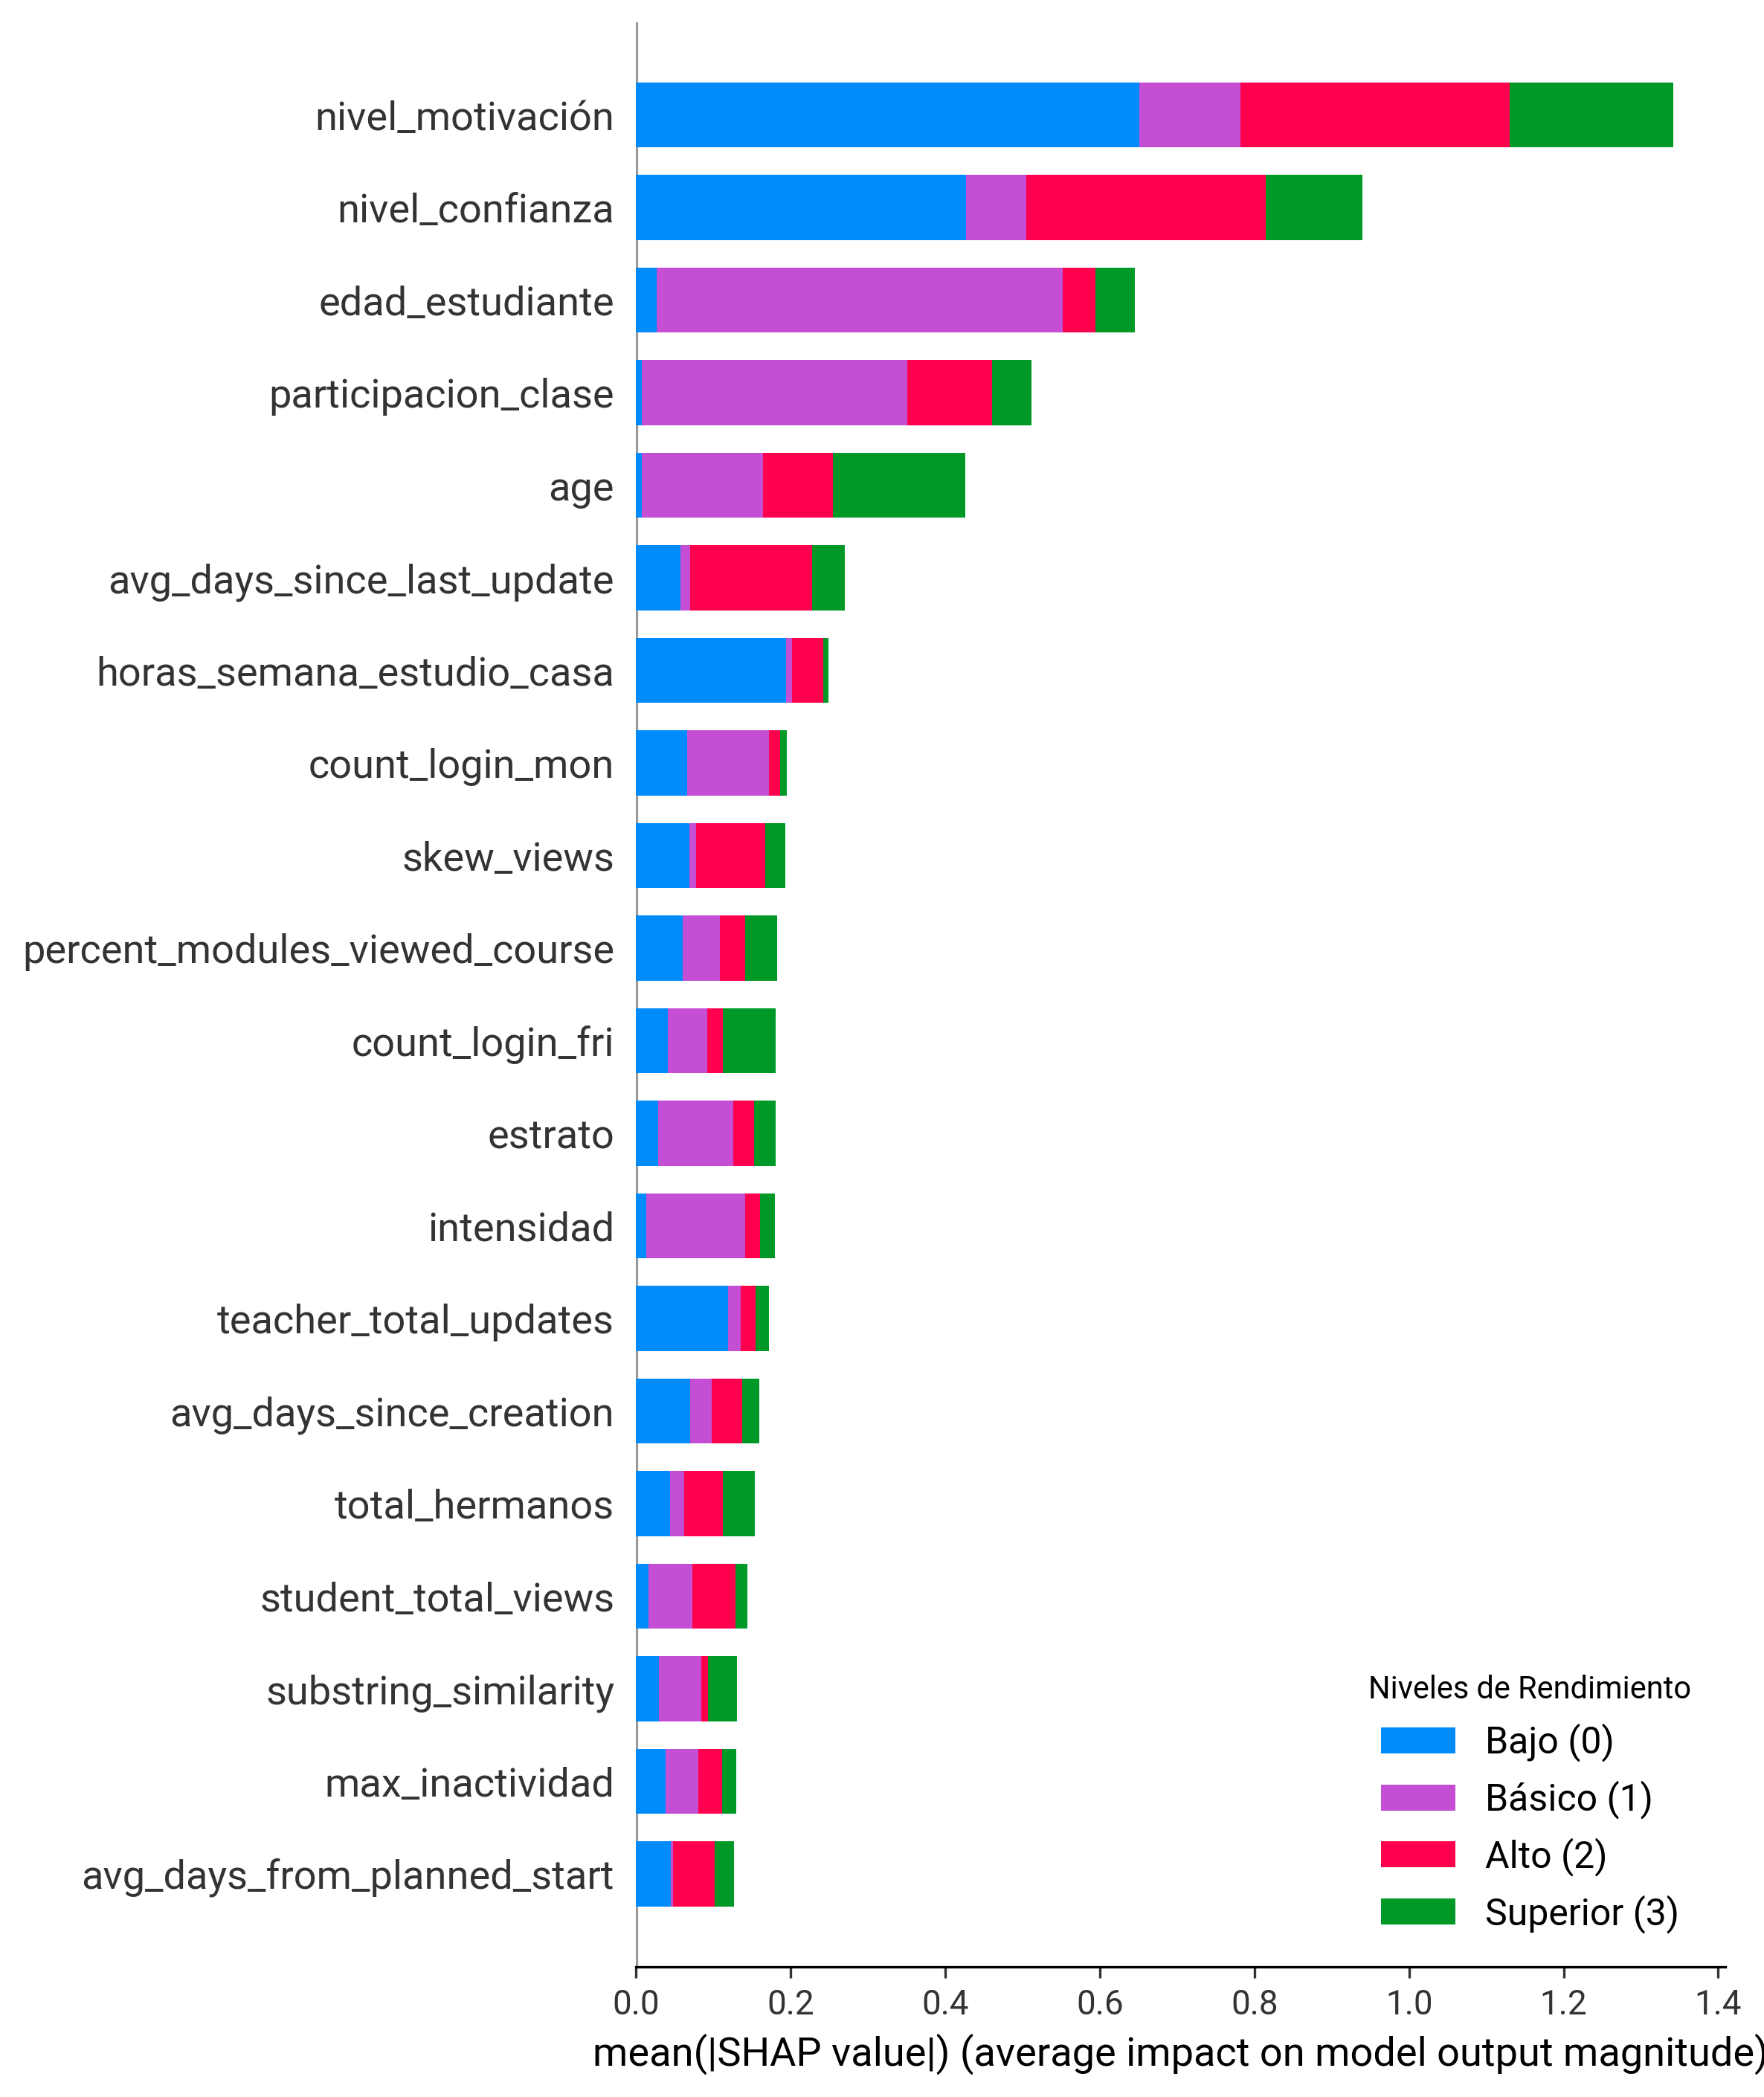 nivel_motivación
nivel_confianza
edad_estudiante
participacion_clase
age
avg_days_since_last_update
horas_semana_estudio_casa
count_login_mon
skew_views
percent_modules_viewed_course
count_login_fri
estrato
intensidad
teacher_total_updates
avg_days_since_creation
total_hermanos
student_total_views
substring_similarity
max_inactividad
avg_days_from_planned_start
Niveles de Rendimiento
Bajo (0)
Básico (1)
Alto (2)
Superior (3)
0.0 0.2 0.4 0.6 0.8 1.0 1.2 1.4
mean(|SHAP value|) (average impact on model output magnitude)